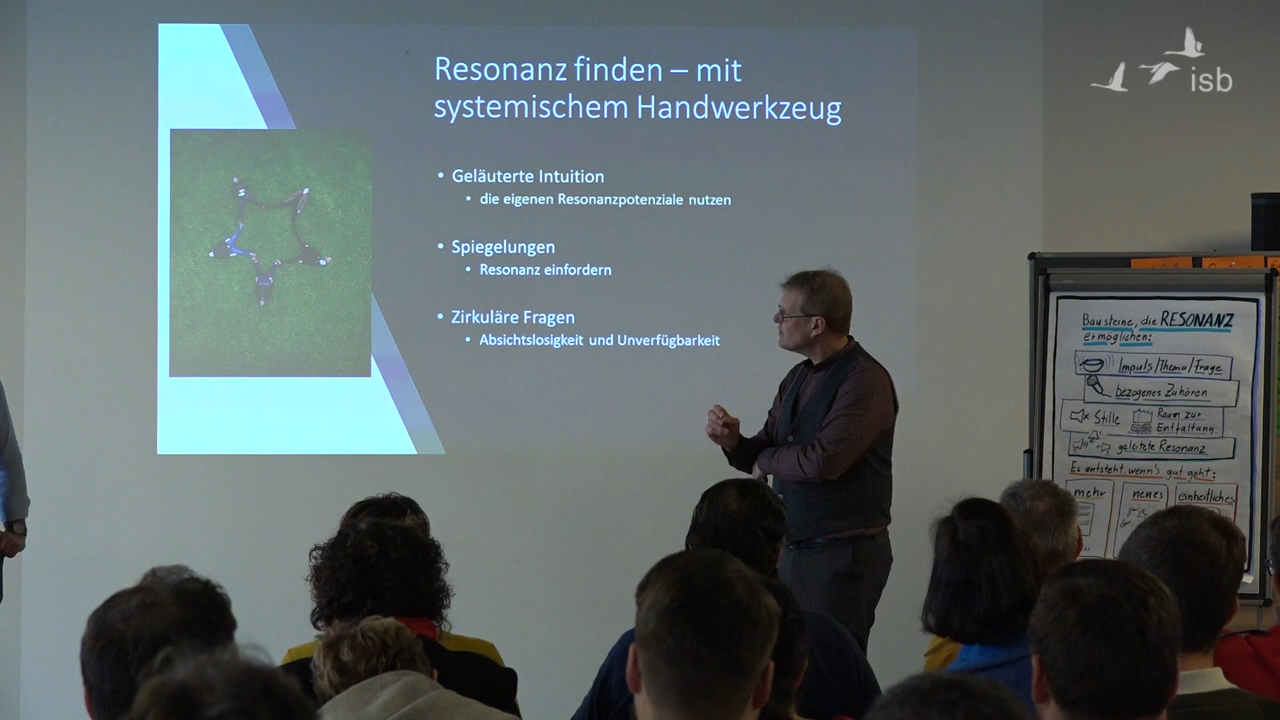 Resonanz finden – mit
systemischem Handwerkzeug
• Geläuterte Intuition
• die eigenen Resonanzpotenziale nutzen
• Spiegelungen
• Resonanz einfordern
• Zirkuläre Fragen
• Absichtslosigkeit und Unverfügbarkeit
isb
Bausteine, die RESONANZ
ermöglichen:
Impuls/Thema/Frage
bezogenes Zuhören
Stille
Raum zur
Entfaltung
geleitete Resonanz
Es entsteht, wenn's gut geht:
mehr
neues
einheitliches